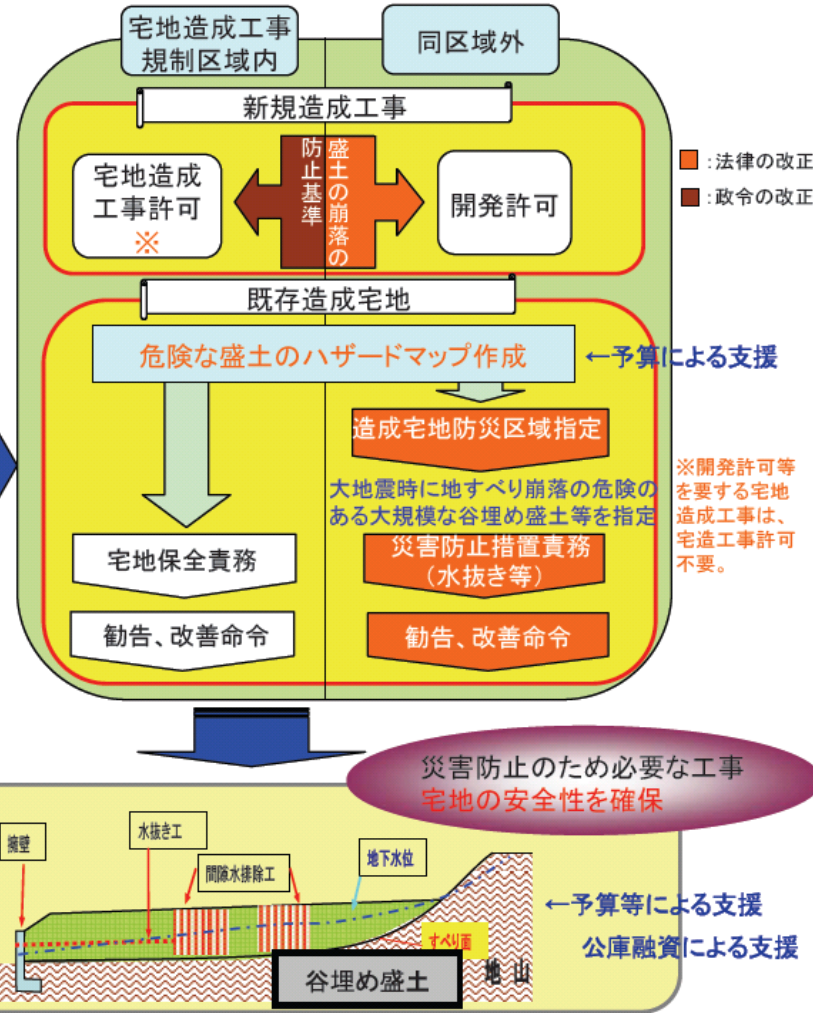 宅地造成工事
規制区域内
同区域外
新規造成工事
宅地造成
工事許可
※
盛土の崩落の
防止基準
開発許可
:法律の改正
:政令の改正
既存造成宅地
危険な盛土のハザードマップ作成
←予算による支援
造成宅地防災区域指定
大地震時に地すべり崩落の危険の
ある大規模な谷埋め盛土等を指定
※開発許可等
を要する宅地
造成工事は、
宅造工事許可
不要。
宅地保全責務
災害防止措置責務
(水抜き等)
勧告、改善命令
勧告、改善命令
災害防止のため必要な工事
宅地の安全性を確保
擁壁
水抜き工
間隙水排除工
地下水位
←予算等による支援
公庫融資による支援
すべり面
谷埋め盛土
地山